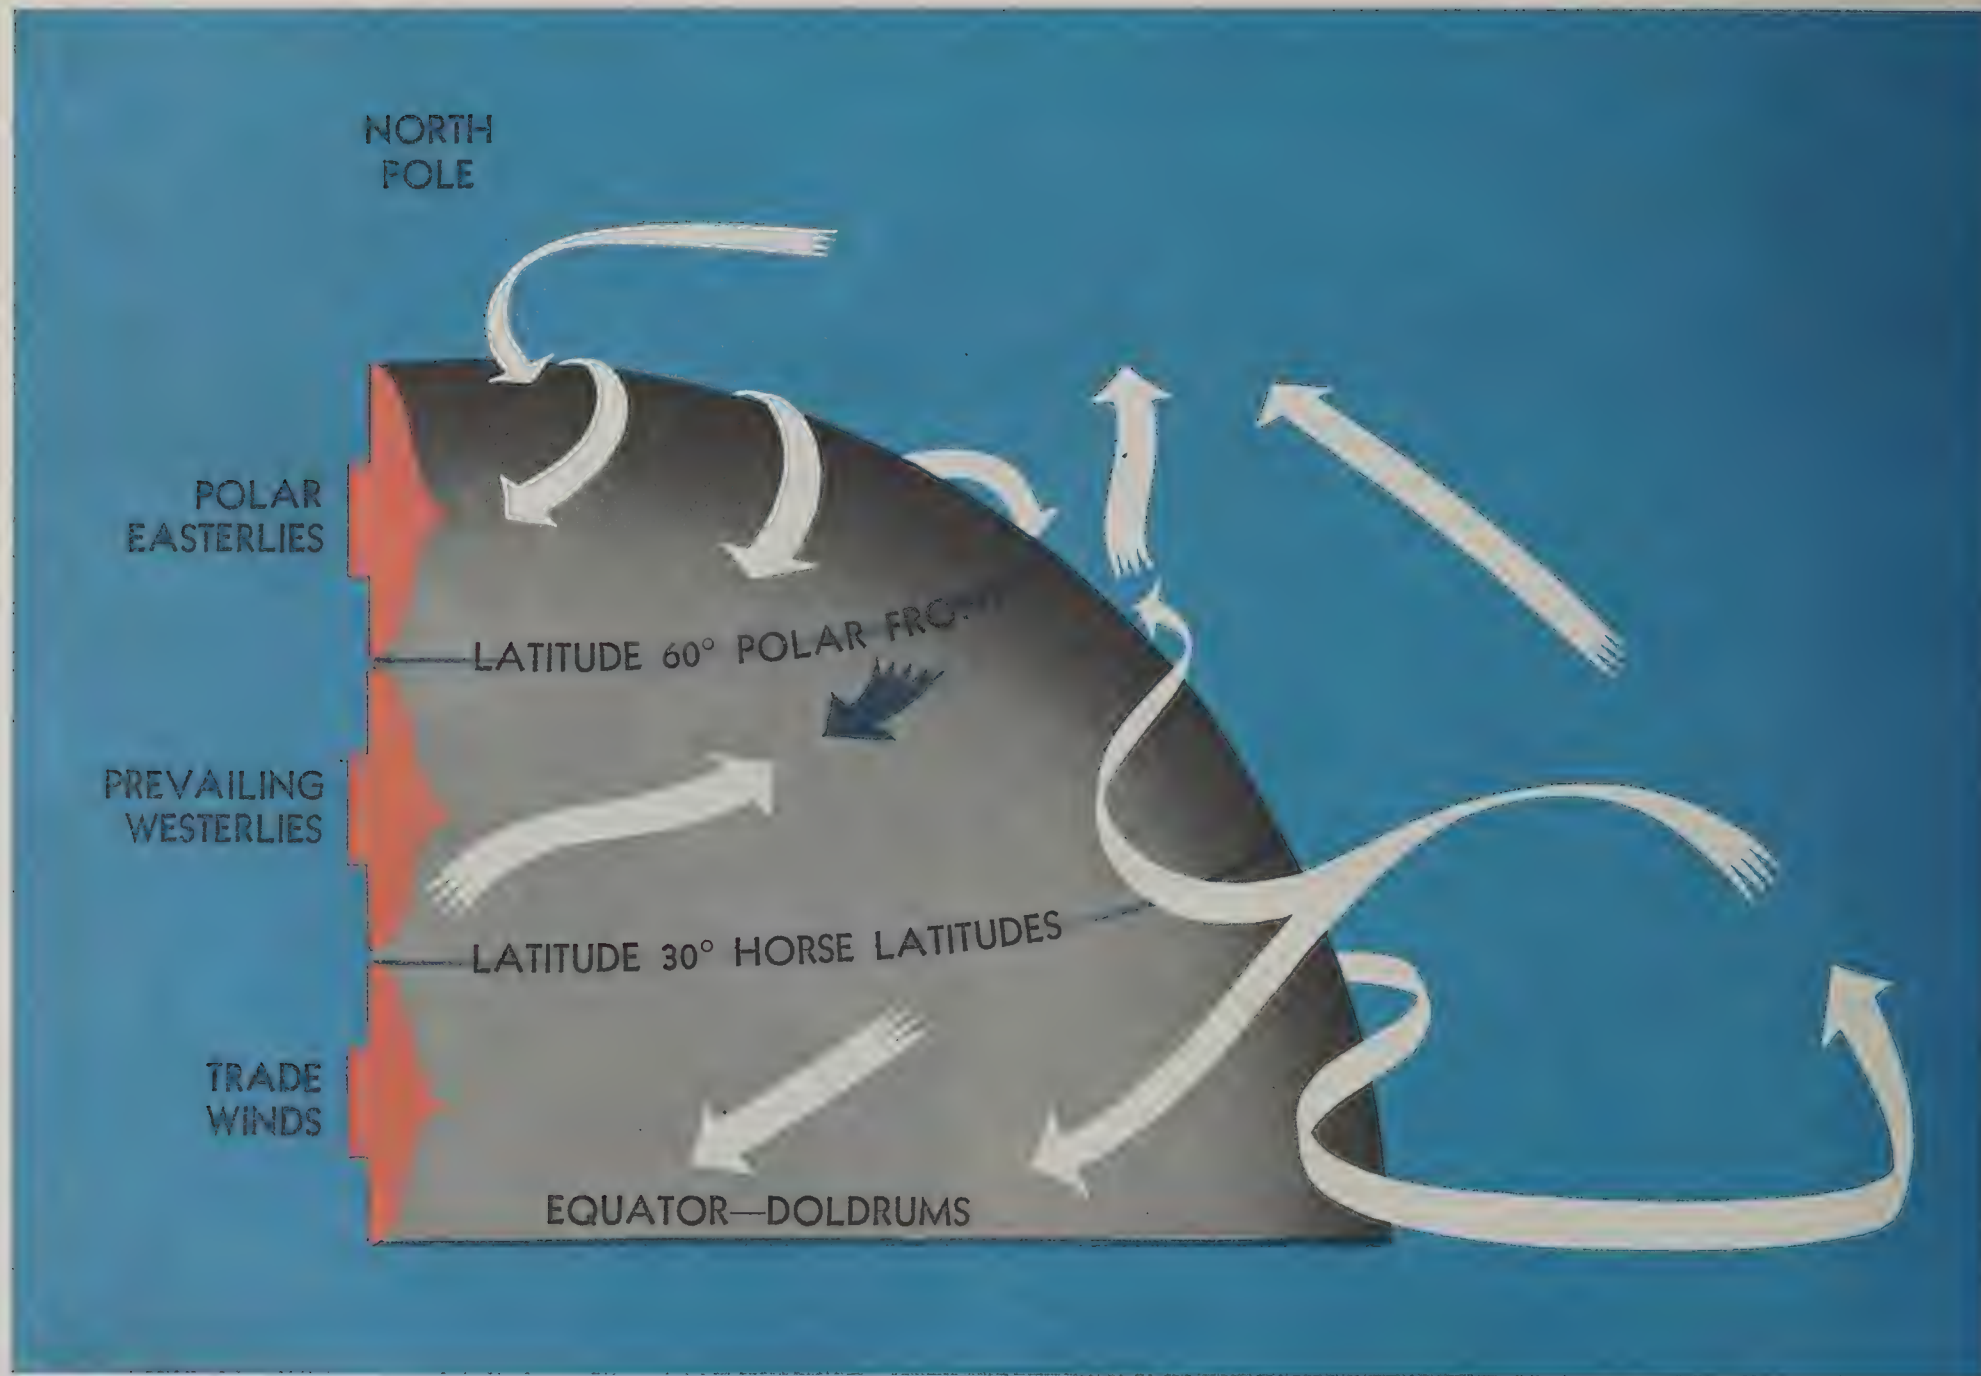 NORTH
POLE
POLAR
EASTERLIES
LATITUDE 60° POLAR
PREVAILING
WESTERLIES
LATITUDE 30° HORSE LATITUDES
TRADE
WINDS
EQUATOR—DOLDRUMS